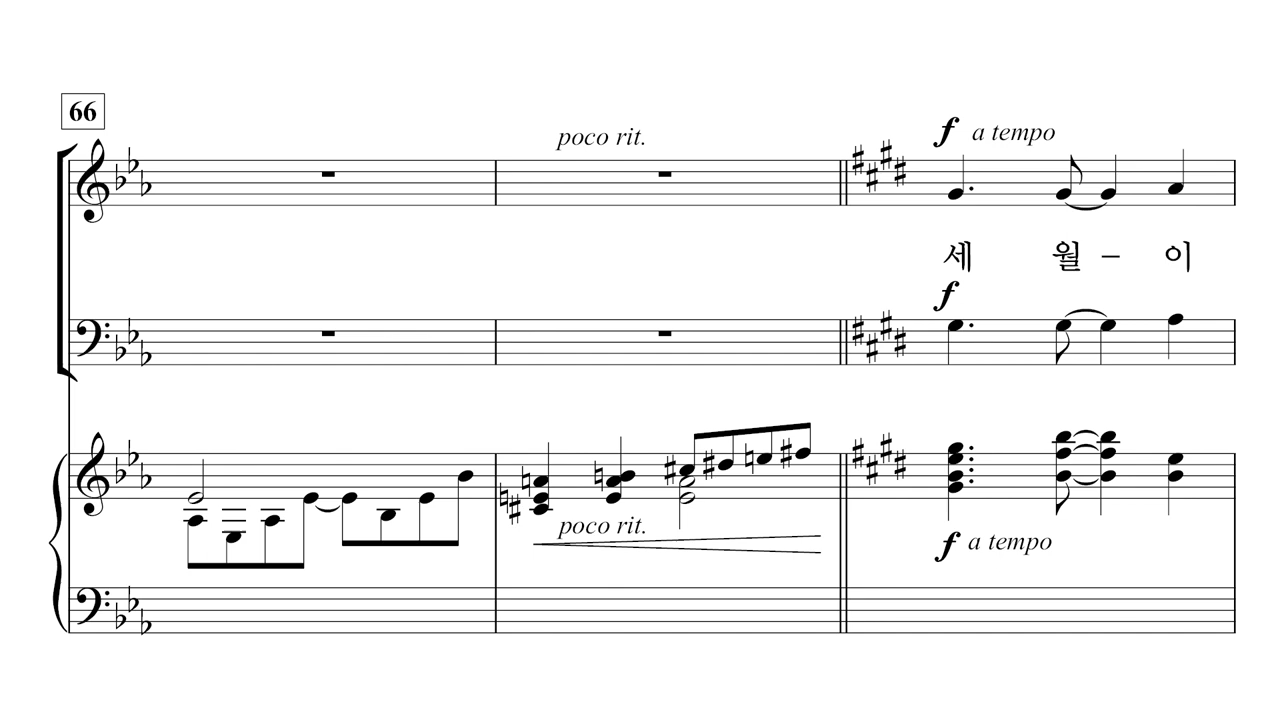 66
poco rit.
f a tempo
세 월 – 이
f
poco rit.
f a tempo